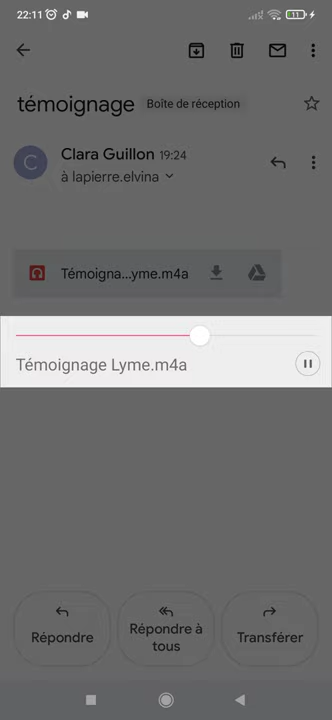 22:11
11
témoignage
Boîte de réception
C
Clara Guillon 19:24
à lapierre.elvina
Témoigna...yme.m4a
Témoignage Lyme.m4a
Répondre
Répondre à
tous
Transférer